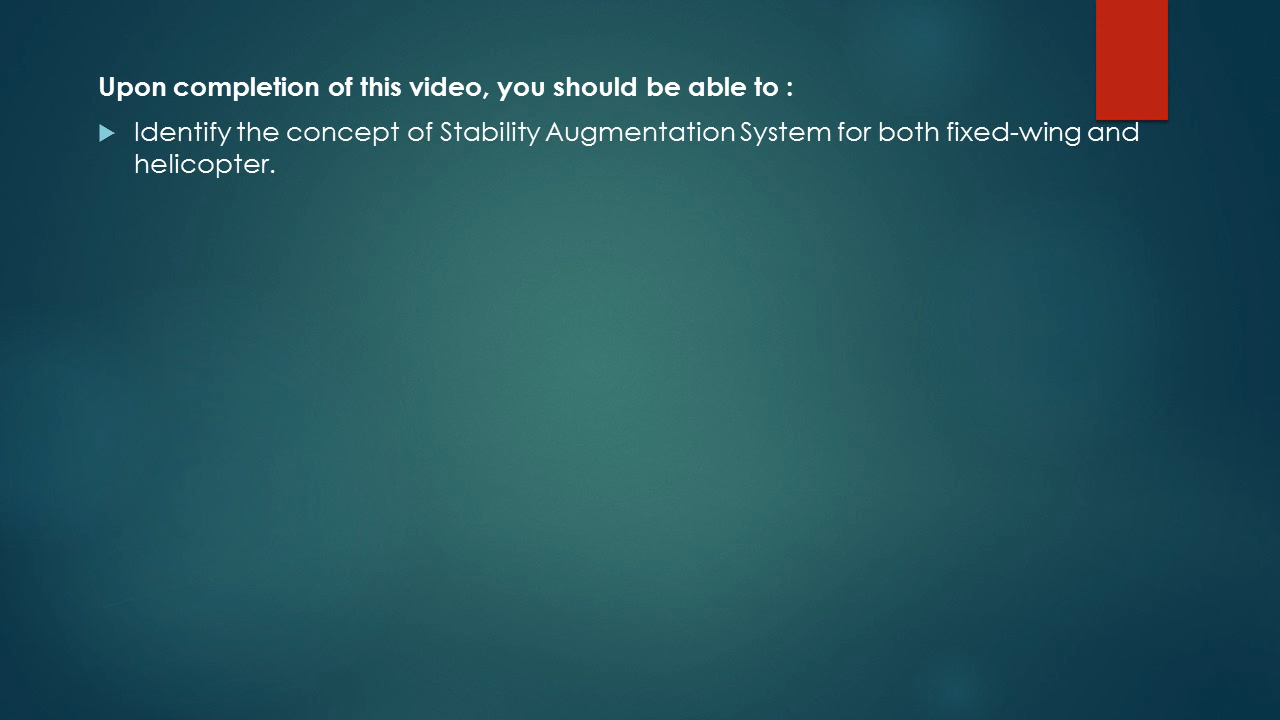 Upon completion of this video, you should be able to :
Identify the concept of Stability Augmentation System for both fixed-wing and
helicopter.